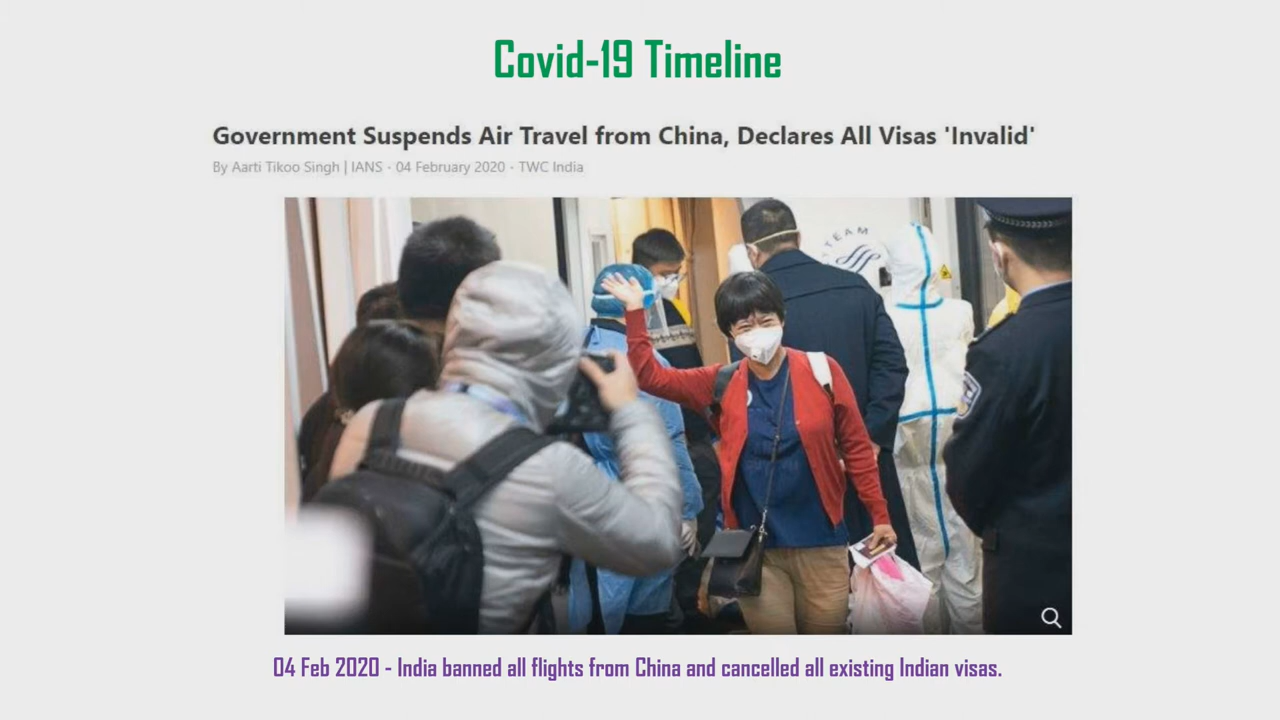 Covid-19 Timeline
Government Suspends Air Travel from China, Declares All Visas 'Invalid'
By Aarti Tikoo Singh | IANS · 04 February 2020 · TWC India
TEAM
04 Feb 2020 - India banned all flights from China and cancelled all existing Indian visas.